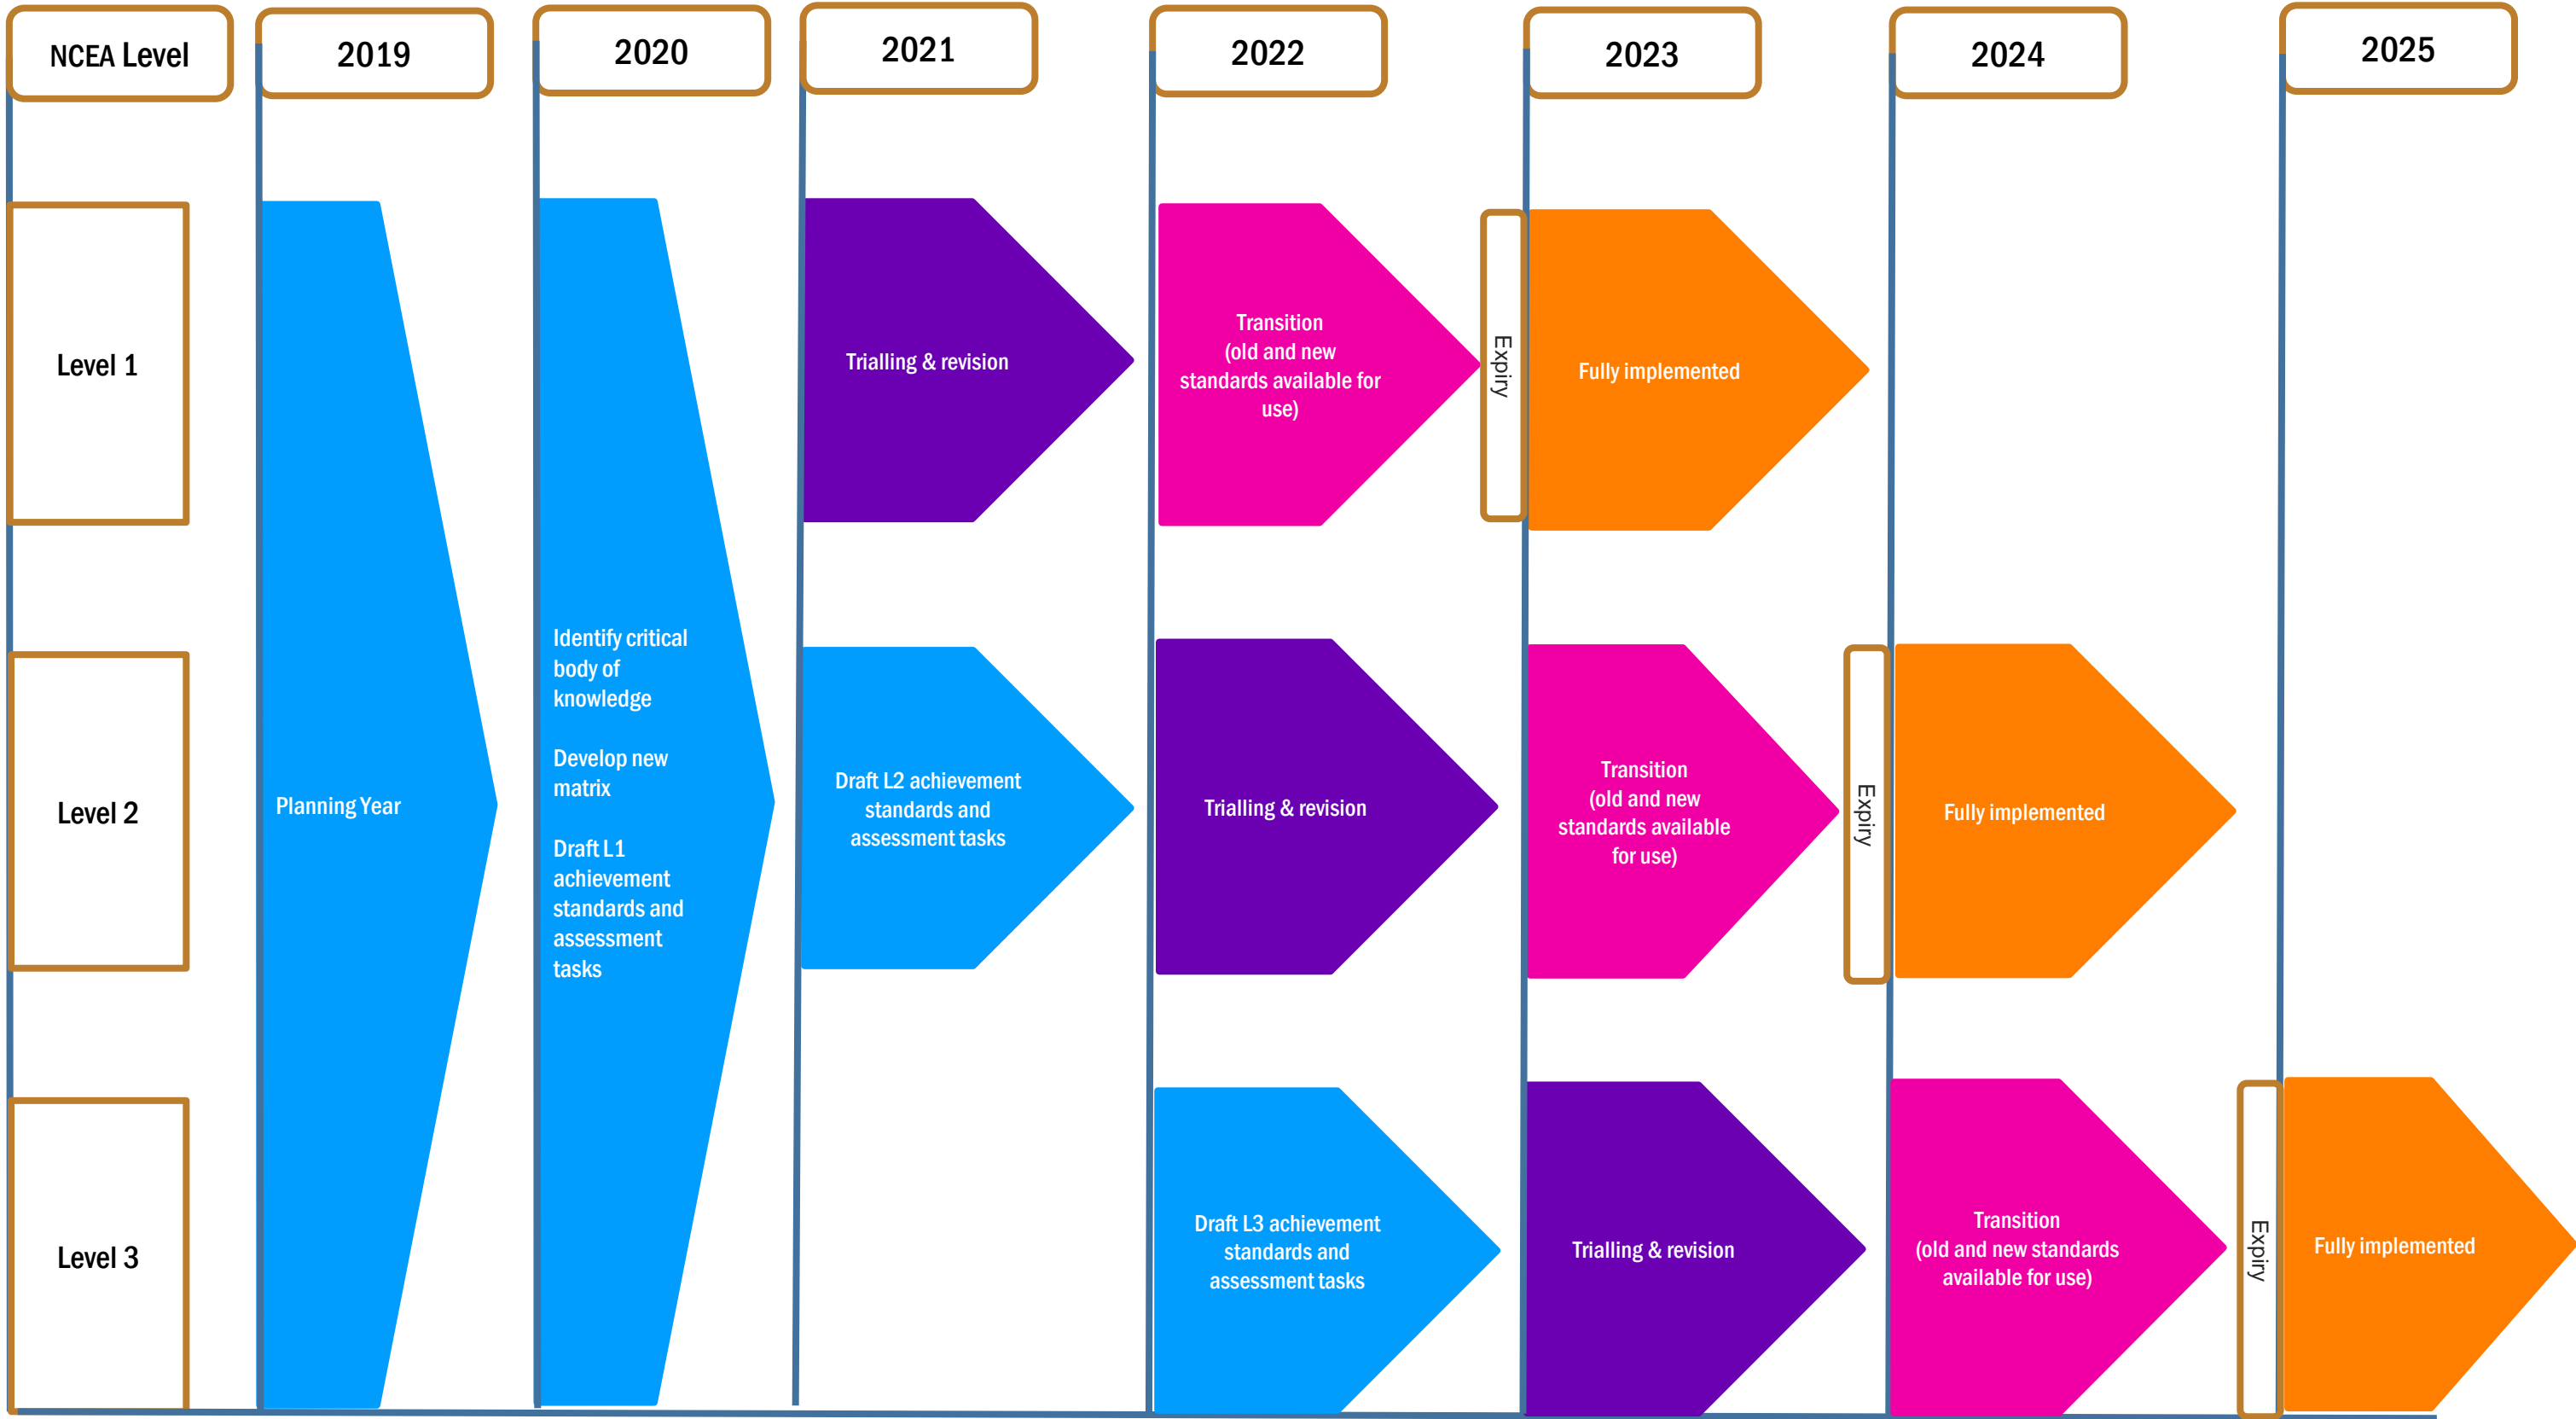 NCEA Level
2019
2020
2021
2022
2023
2024
2025
Level 1
Trialling & revision
Transition
(old and new
standards available for
use)
Expiry
Fully implemented
Level 2
Planning Year
Identify critical
body of
knowledge
Develop new
matrix
Draft L1
achievement
standards and
assessment
tasks
Draft L2 achievement
standards and
assessment tasks
Trialling & revision
Transition
(old and new
standards available
for use)
Expiry
Fully implemented
Level 3
Draft L3 achievement
standards and
assessment tasks
Trialling & revision
Transition
(old and new standards
available for use)
Expiry
Fully implemented